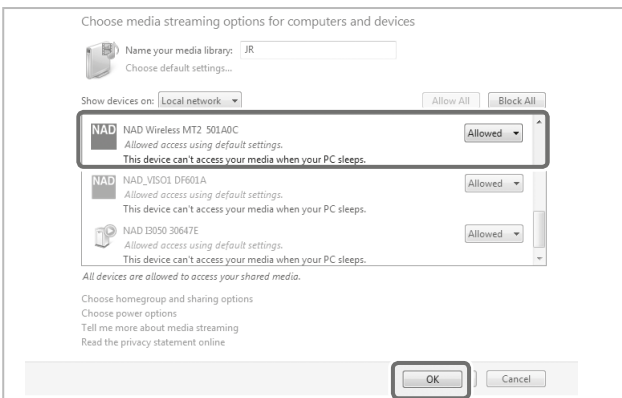 Choose media streaming options for computers and devices
Name your media library: JR
Choose default settings...
Show devices on: Local network Allow All Block All
NAD NAD Wireless MT2 501A0C Allowed
Allowed access using default settings.
This device can't access your media when your PC sleeps.
NAD NAD_VISO1 DF601A Allowed
Allowed access using default settings.
This device can't access your media when your PC sleeps.
NAD I3050 30647E Allowed
Allowed access using default settings.
This device can't access your media when your PC sleeps.
All devices are allowed to access your shared media.
Choose homegroup and sharing options
Choose power options
Tell me more about media streaming
Read the privacy statement online
OK Cancel